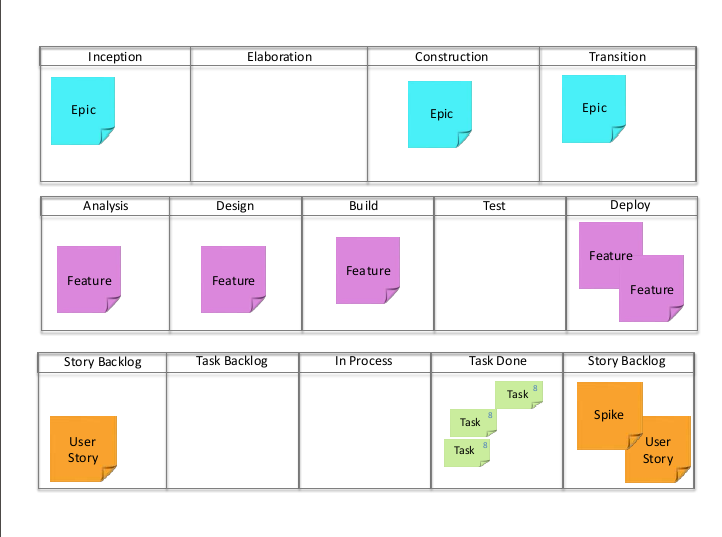 Inception
Elaboration
Construction
Transition
Epic
Epic
Epic
Analysis
Design
Build
Test
Deploy
Feature
Feature
Feature
Feature
Feature
Story Backlog
Task Backlog
In Process
Task Done
Story Backlog
User
Story
Task 8
Task 8
Task 8
Spike
User
Story